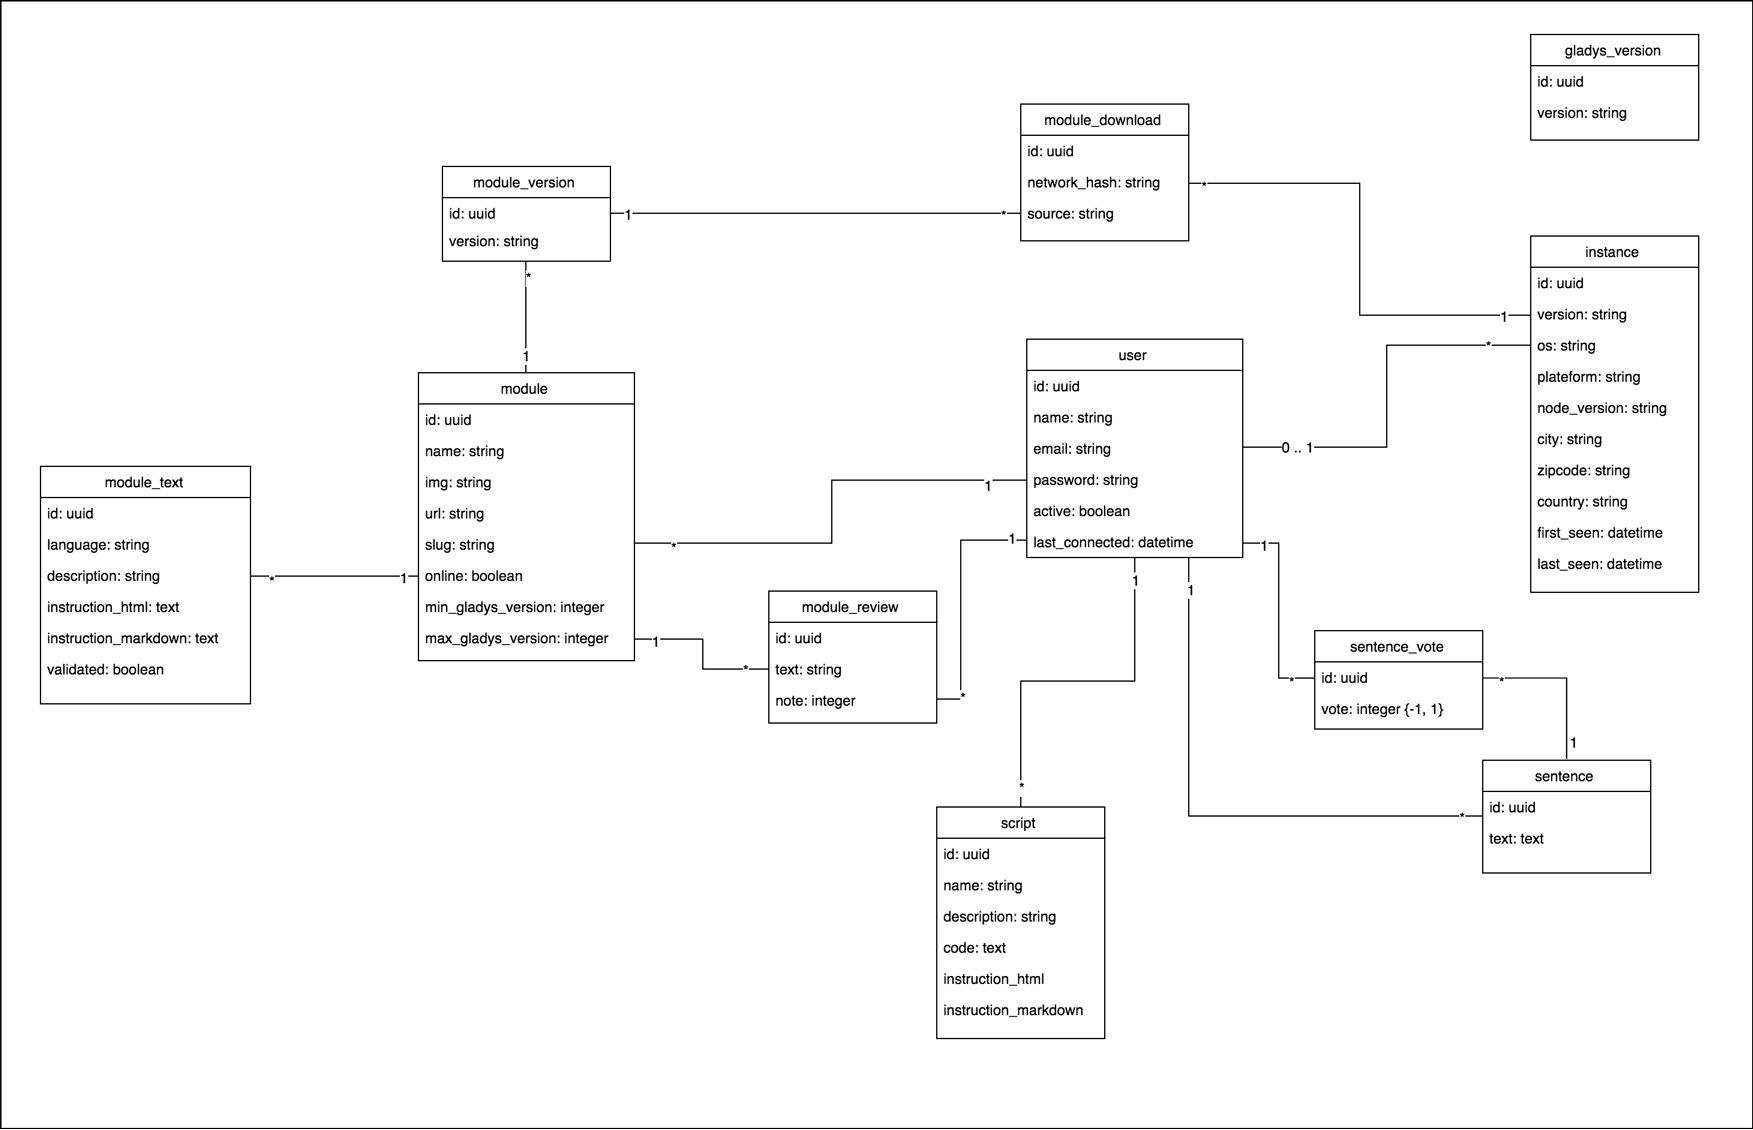 gladys_version
id: uuid
version: string
module_download
id: uuid
network_hash: string
source: string
*
1
*
module_version
id: uuid
version: string
1
*
*
1
instance
id: uuid
version: string
os: string
plateform: string
node_version: string
city: string
zipcode: string
country: string
first_seen: datetime
last_seen: datetime
user
id: uuid
name: string
email: string
password: string
active: boolean
last_connected: datetime
0 .. 1
1
*
1
1
1
1
module
id: uuid
name: string
img: string
url: string
slug: string
online: boolean
min_gladys_version: integer
max_gladys_version: integer
1
module_text
id: uuid
language: string
description: string
instruction_html: text
instruction_markdown: text
validated: boolean
*
1
module_review
id: uuid
text: string
note: integer
*
*
sentence_vote
id: uuid
vote: integer {-1, 1}
*
*
1
sentence
id: uuid
text: text
*
*
script
id: uuid
name: string
description: string
code: text
instruction_html
instruction_markdown